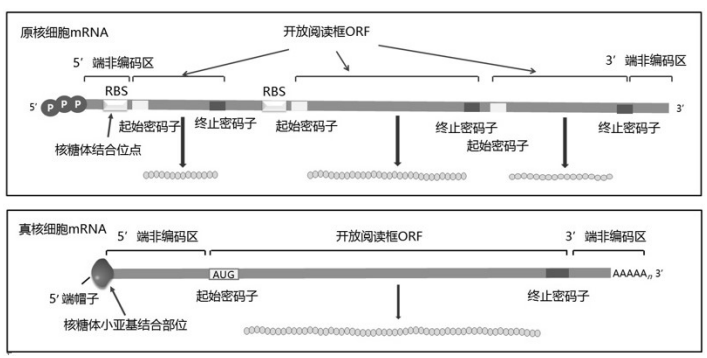 原核细胞mRNA
开放阅读框ORF
5′ 端非编码区
3′ 端非编码区
RBS
RBS
5′
P P P
3′
起始密码子
终止密码子
起始密码子
终止密码子
起始密码子
终止密码子
核糖体结合位点
真核细胞mRNA
5′ 端非编码区
开放阅读框ORF
3′ 端非编码区
AUG
AAAAAn 3′
5′端帽子
起始密码子
终止密码子
核糖体小亚基结合部位